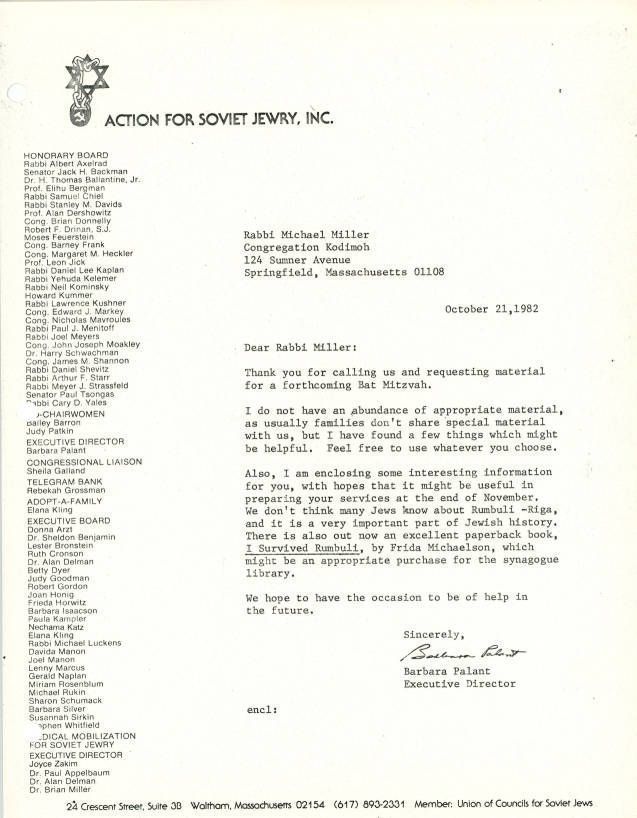 ACTION FOR SOVIET JEWRY, INC.
HONORARY BOARD
Rabbi Albert Axelrad
Senator Jack H. Backman
Dr. H. Thomas Ballantine, Jr.
Prof. Elihu Bergman
Rabbi Samuel Chiel
Rabbi Stanley M. Davids
Prof. Alan Dershowitz
Cong. Brian Donnelly
Robert F. Drinan, S.J.
Moses Feuerstein
Cong. Barney Frank
Cong. Margaret M. Heckler
Prof. Leon Jick
Rabbi Daniel Lee Kaplan
Rabbi Yehuda Kelemer
Rabbi Neil Kominsky
Howard Kummer
Rabbi Lawrence Kushner
Cong. Edward J. Markey
Cong. Nicholas Mavroules
Rabbi Paul J. Menitoff
Rabbi Joel Meyers
Cong. John Joseph Moakley
Dr. Harry Schwachman
Cong. James M. Shannon
Rabbi Daniel Shevitz
Rabbi Arthur F. Starr
Rabbi Meyer J. Strassfeld
Senator Paul Tsongas
bbi Cary D. Yales
-CHAIRWOMEN
Bailey Barron
Judy Patkin
EXECUTIVE DIRECTOR
Barbara Palant
CONGRESSIONAL LIAISON
Sheila Galland
TELEGRAM BANK
Rebekah Grossman
ADOPT-A-FAMILY
Elana Kling
EXECUTIVE BOARD
Donna Arzt
Dr. Sheldon Benjamin
Lester Bronstein
Ruth Cronson
Dr. Alan Delman
Betty Dyer
Judy Goodman
Robert Gordon
Joan Honig
Frieda Horwitz
Barbara Isaacson
Paula Kampler
Nechama Katz
Elana Kling
Rabbi Michael Luckens
Davida Manon
Joel Manon
Lenny Marcus
Gerald Naplan
Miriam Rosenblum
Michael Rukin
Sharon Schumack
Barbara Silver
Susannah Sirkin
phen Whitfield
DICAL MOBILIZATION
FOR SOVIET JEWRY
EXECUTIVE DIRECTOR
Joyce Zakim
Dr. Paul Appelbaum
Dr. Alan Delman
Dr. Brian Miller
Rabbi Michael Miller
Congregation Kodimoh
124 Sumner Avenue
Springfield, Massachusetts 01108
October 21,1982
Dear Rabbi Miller:
Thank you for calling us and requesting material
for a forthcoming Bat Mitzvah.
I do not have an abundance of appropriate material,
as usually families don't share special material
with us, but I have found a few things which might
be helpful.  Feel free to use whatever you choose.
Also, I am enclosing some interesting information
for you, with hopes that it might be useful in
preparing your services at the end of November.
We don't think many Jews know about Rumbuli -Riga,
and it is a very important part of Jewish history.
There is also out now an excellent paperback book,
I Survived Rumbuli, by Frida Michaelson, which
might be an appropriate purchase for the synagogue
library.
We hope to have the occasion to be of help in
the future.
Sincerely,
Barbara Palant
Barbara Palant
Executive Director
encl:
24 Crescent Street, Suite 3B Waltham, Massachusetts 02154 (617) 893-2331 Member: Union of Councils for Soviet Jews